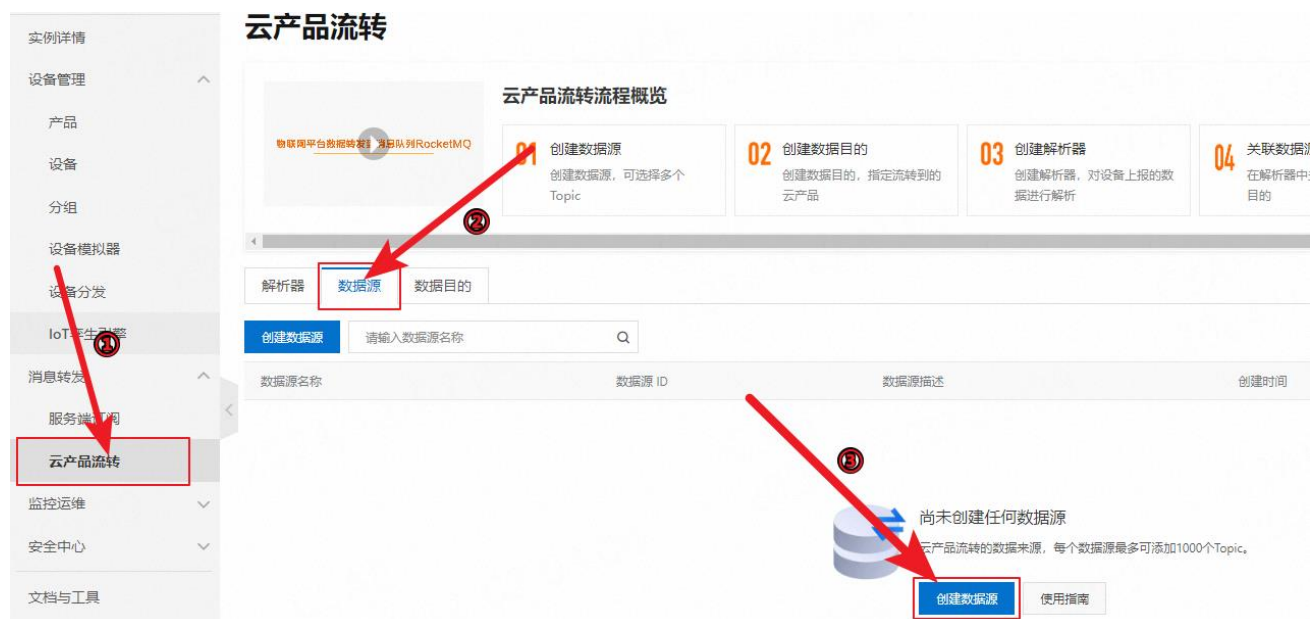 云产品流转
实例详情
设备管理
产品
设备
分组
设备模拟器
设备分发
IoT孪生引擎
消息转发
服务端订阅
云产品流转
监控运维
安全中心
文档与工具
云产品流转流程概览
物联网平台数据转发到消息队列RocketMQ
01 创建数据源
创建数据源，可选择多个
Topic
02 创建数据目的
创建数据目的，指定流转到的
云产品
03 创建解析器
创建解析器，对设备上报的数
据进行解析
04 关联数据源
在解析器中
目的
①
②
③
解析器 数据源 数据目的
创建数据源 请输入数据源名称
数据源名称 数据源 ID 数据源描述 创建时间
尚未创建任何数据源
云产品流转的数据来源，每个数据源最多可添加1000个Topic。
创建数据源 使用指南